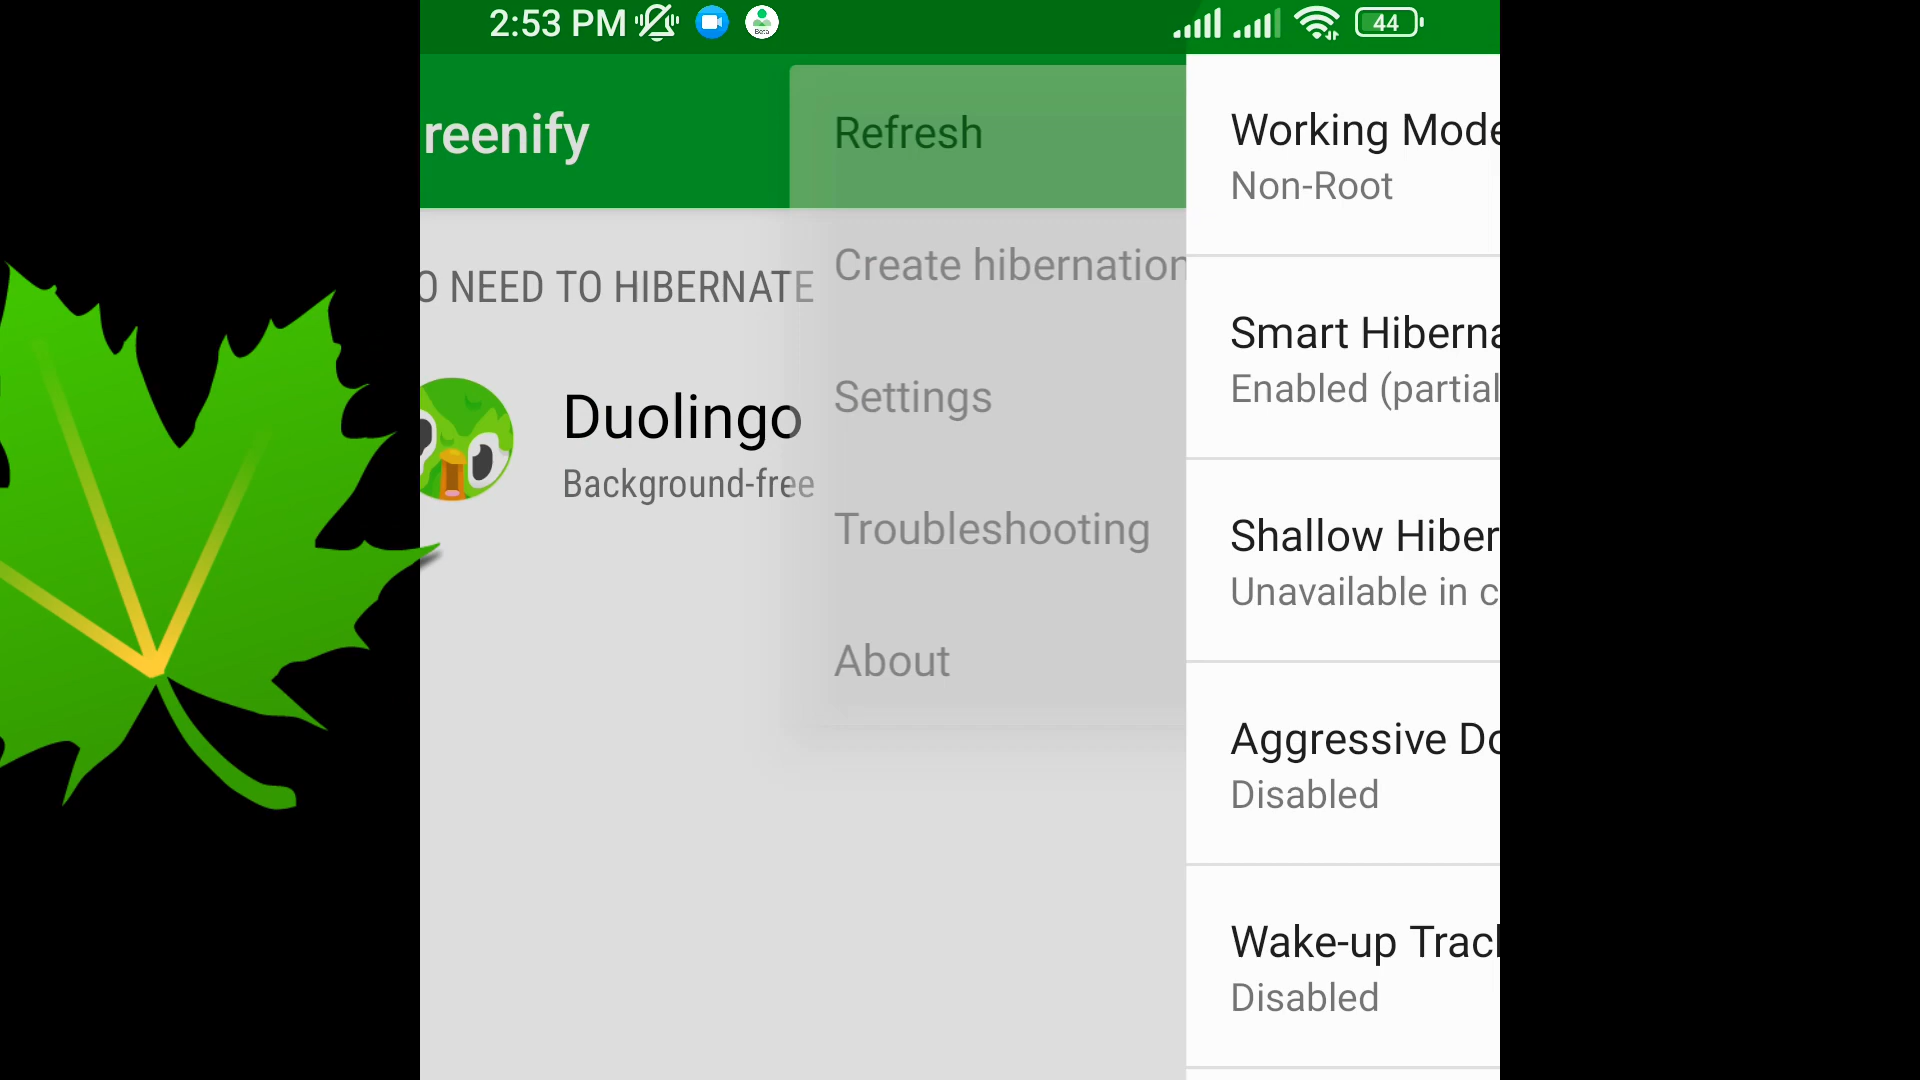 2:53 PM
Beta
44
reenify
O NEED TO HIBERNATE
Duolingo
Background-free
Refresh
Create hibernation
Settings
Troubleshooting
About
Working Mode
Non-Root
Smart Hiberna
Enabled (partial
Shallow Hiber
Unavailable in c
Aggressive Do
Disabled
Wake-up Track
Disabled